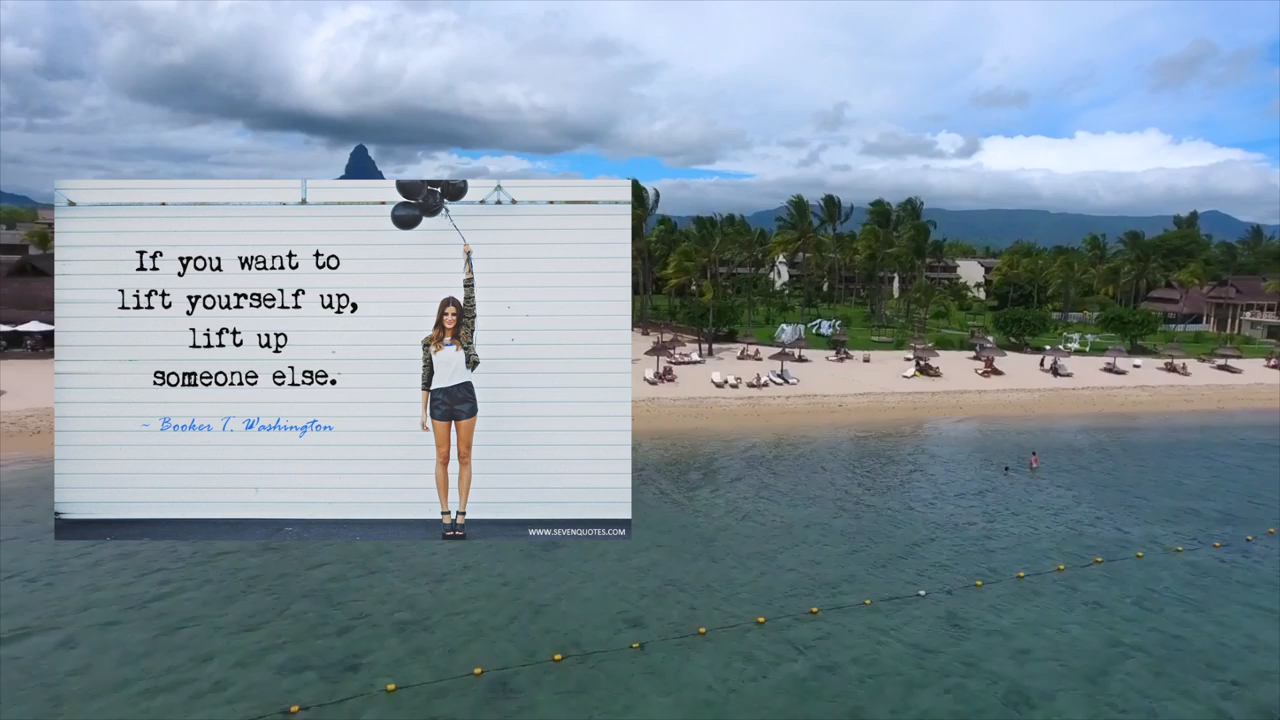 If you want to
lift yourself up,
lift up
someone else.
~ Booker T. Washington
WWW.SEVENQUOTES.COM